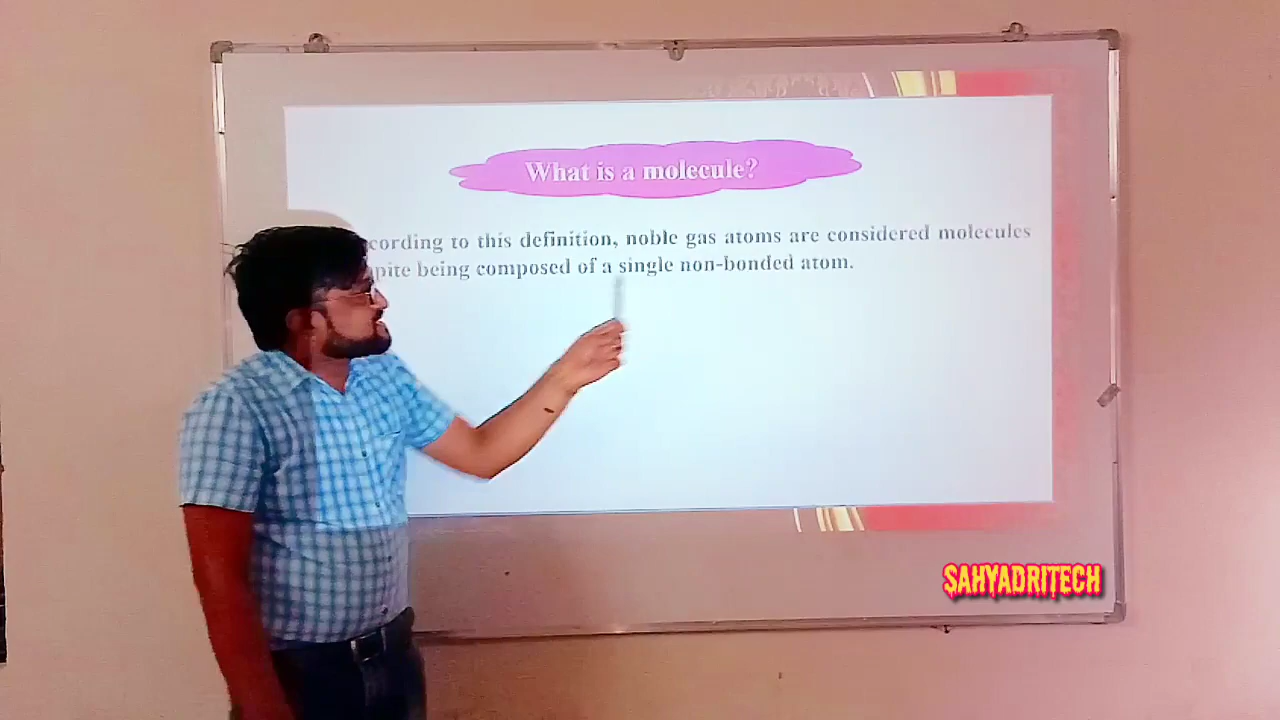 What is a molecule?
cording to this definition, noble gas atoms are considered molecules
pite being composed of a single non-bonded atom.
SAHYADRITECH